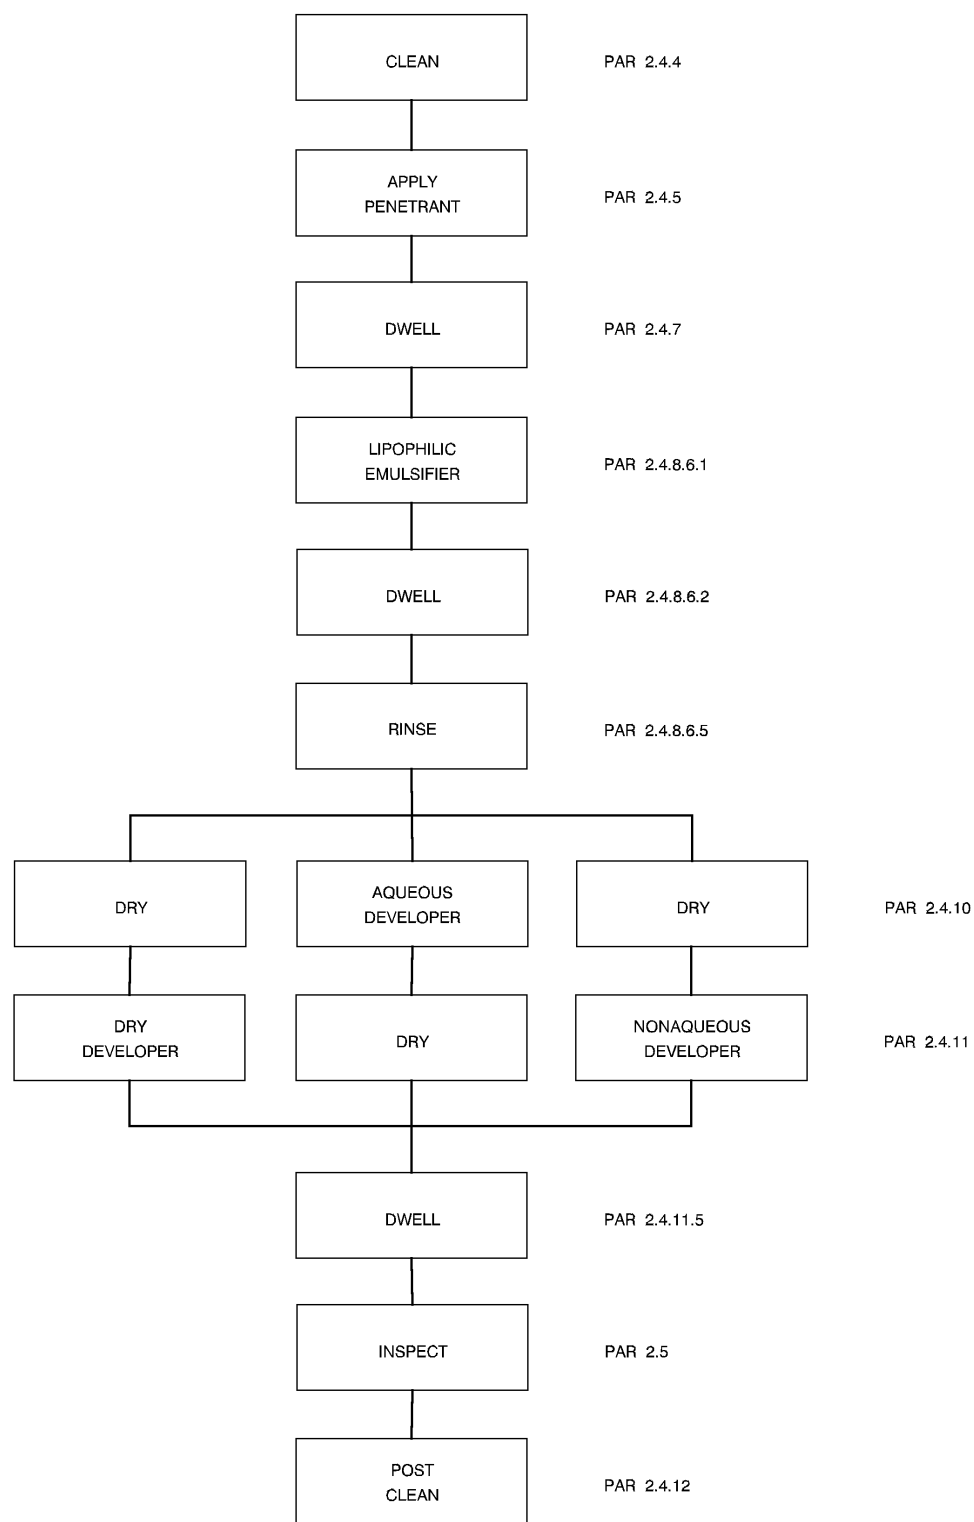 CLEAN
PAR 2.4.4
APPLY
PENETRANT
PAR 2.4.5
DWELL
PAR 2.4.7
LIPOPHILIC
EMULSIFIER
PAR 2.4.8.6.1
DWELL
PAR 2.4.8.6.2
RINSE
PAR 2.4.8.6.5
DRY
AQUEOUS
DEVELOPER
DRY
PAR 2.4.10
DRY
DEVELOPER
DRY
NONAQUEOUS
DEVELOPER
PAR 2.4.11
DWELL
PAR 2.4.11.5
INSPECT
PAR 2.5
POST
CLEAN
PAR 2.4.12